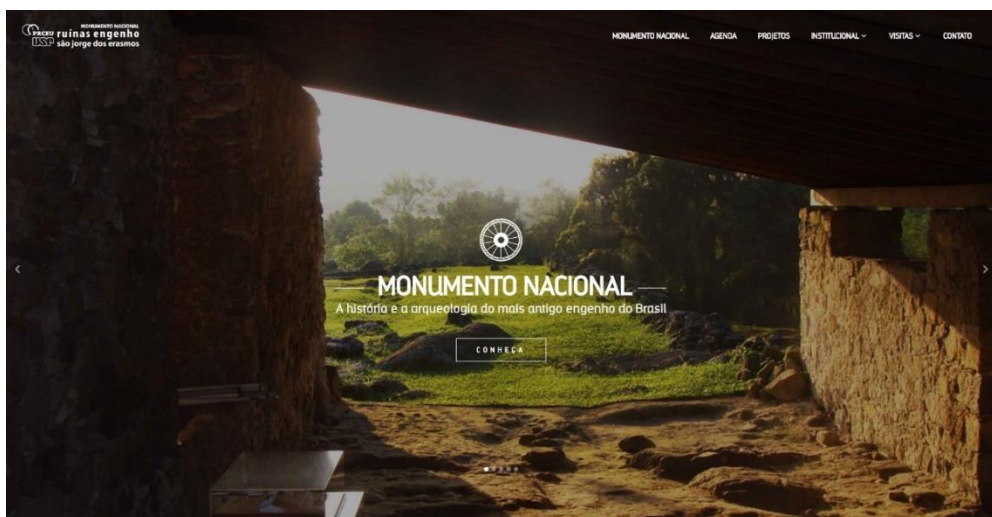 MONUMENTO NACIONAL
PRCEU ruínas engenho
USP são jorge dos erasmos
MONUMENTO NACIONAL AGENDA PROJETOS INSTITUCIONAL VISITAS CONTATO
MONUMENTO NACIONAL
A história e a arqueologia do mais antigo engenho do Brasil
CONHEÇA